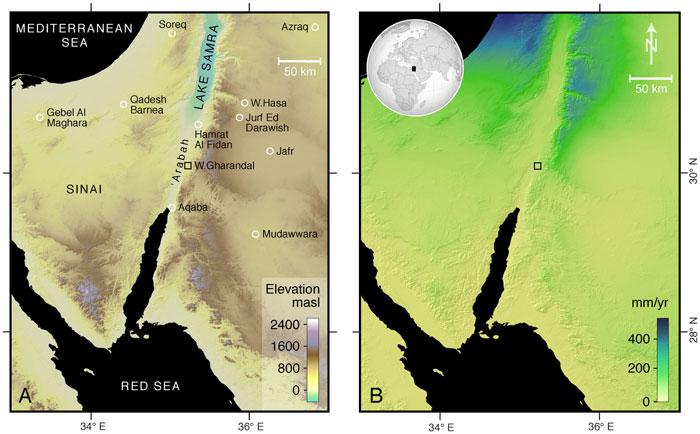 MEDITERRANEAN
SEA
Soreq
Azraq
LAKE SAMRA
50 km
Gebel Al
Maghara
Qadesh
Barnea
W.Hasa
Jurf Ed
Darawish
Hamrat
Al Fidan
Jafr
'Arabah
W.Gharandal
SINAI
Aqaba
Mudawwara
Elevation
masl
2400
1600
800
0
A
RED SEA
34° E
36° E
N
50 km
30° N
28° N
mm/yr
400
200
0
B
34° E
36° E